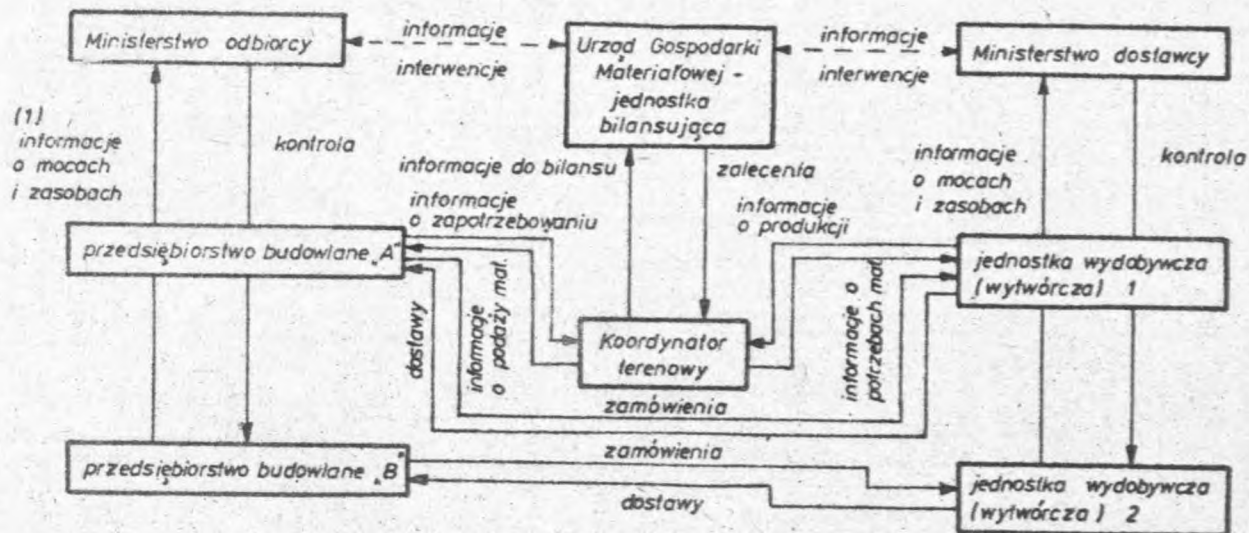 Ministerstwo odbiorcy
informacje
interwencje
Urząd Gospodarki
Materiałowej -
jednostka
bilansująca
informacje
interwencje
Ministerstwo dostawcy
(1)
informacje
o mocach
i zasobach
kontrola
informacje do bilansu
zalecenia
informacje
o mocach
i zasobach
kontrola
informacje
o zapotrzebowaniu
informacje
o produkcji
przedsiębiorstwo budowlane „A"
jednostka wydobywcza
(wytwórcza) 1
dostawy
informacje
o podaży mat.
Koordynator
terenowy
informacje o
potrzebach mat.
zamówienia
zamówienia
przedsiębiorstwo budowlane „B"
dostawy
jednostka wydobywcza
(wytwórcza) 2